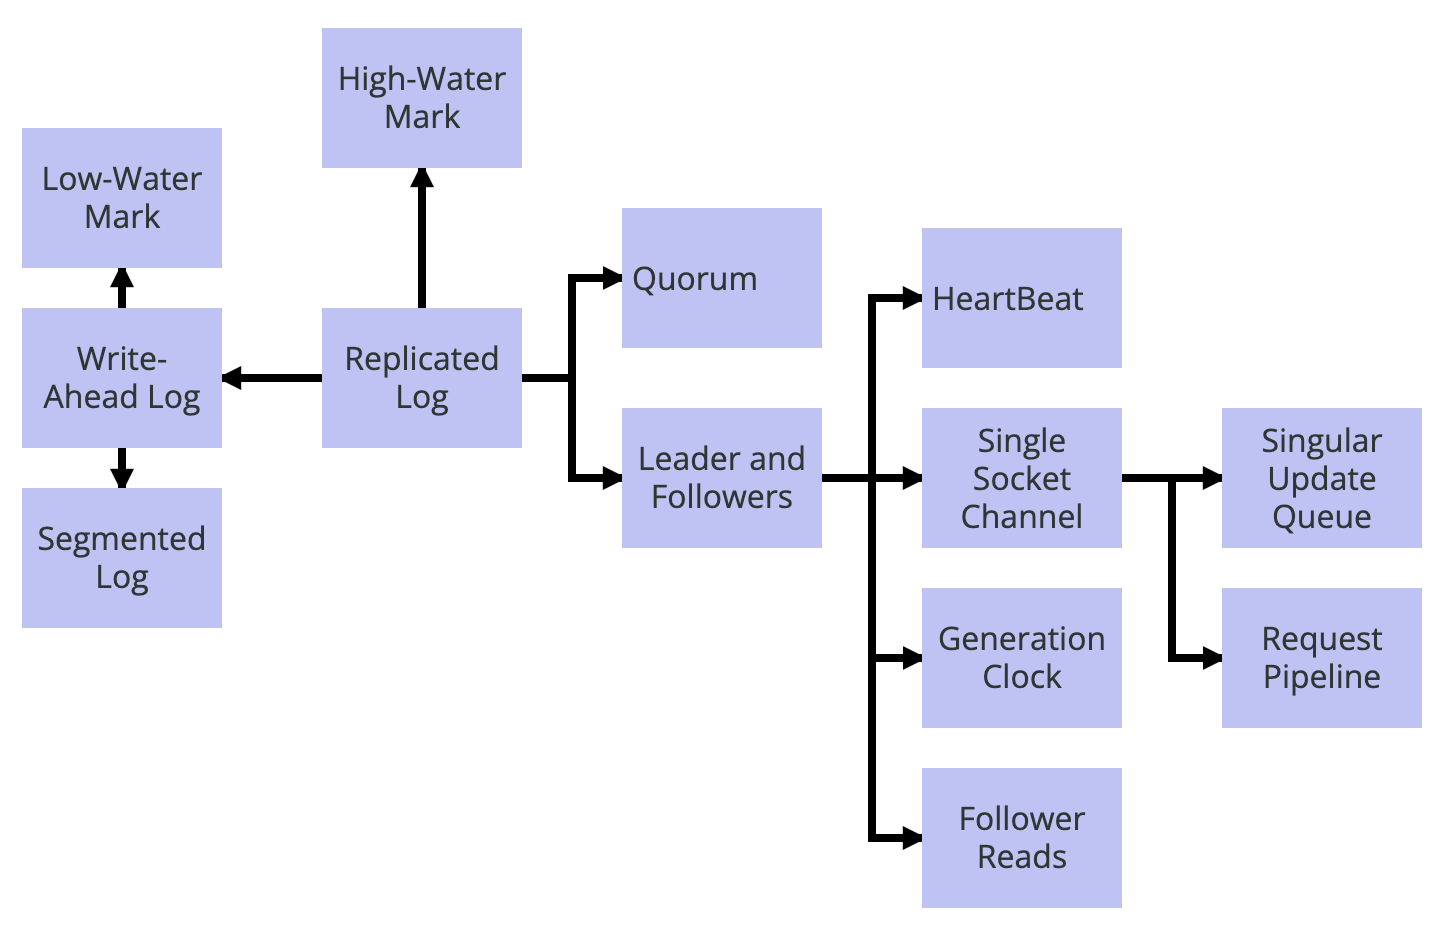 High-Water
Mark
Low-Water
Mark
Quorum
HeartBeat
Write-
Ahead Log
Replicated
Log
Leader and
Followers
Single
Socket
Channel
Singular
Update
Queue
Segmented
Log
Generation
Clock
Request
Pipeline
Follower
Reads